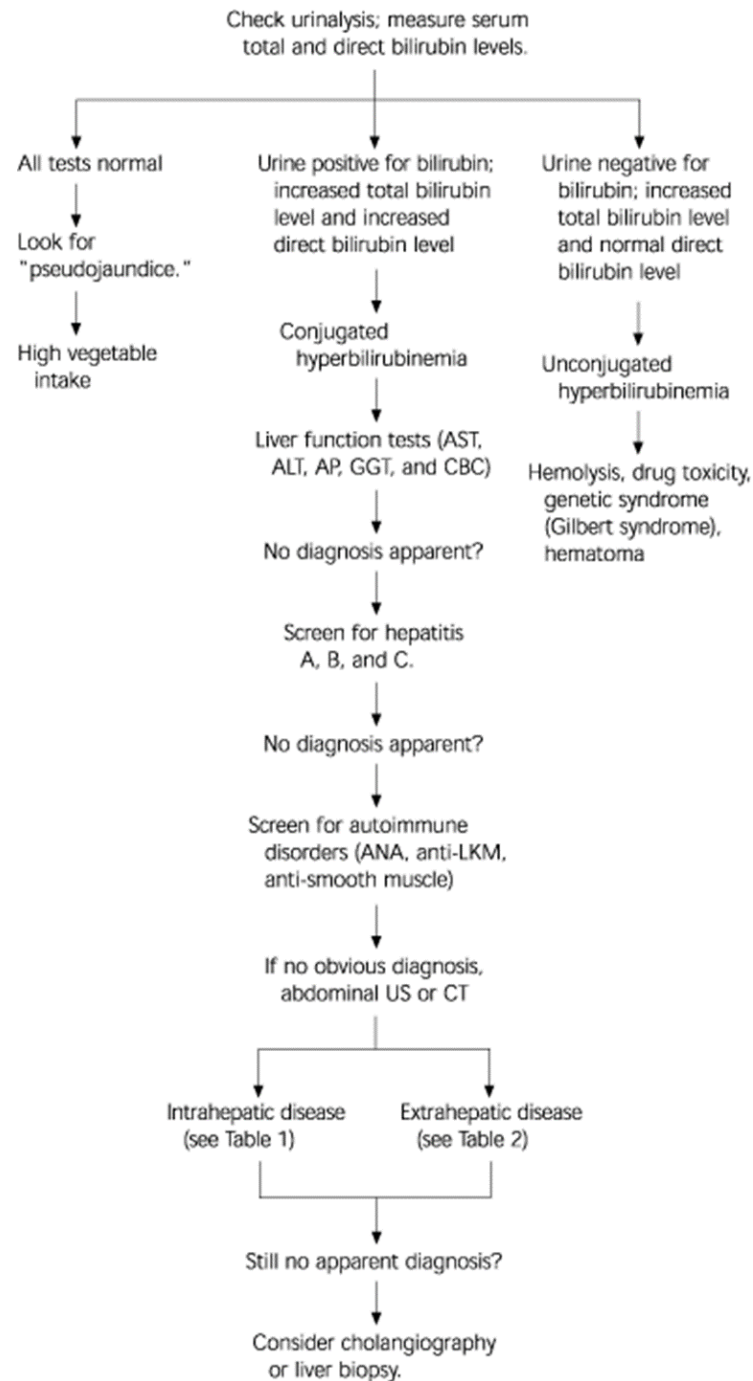 Check urinalysis; measure serum
total and direct bilirubin levels.
All tests normal
Look for
"pseudojaundice."
High vegetable
intake
Urine positive for bilirubin;
increased total bilirubin
level and increased
direct bilirubin level
Conjugated
hyperbilirubinemia
Liver function tests (AST,
ALT, AP, GGT, and CBC)
No diagnosis apparent?
Screen for hepatitis
A, B, and C.
No diagnosis apparent?
Screen for autoimmune
disorders (ANA, anti-LKM,
anti-smooth muscle)
If no obvious diagnosis,
abdominal US or CT
Intrahepatic disease
(see Table 1)
Extrahepatic disease
(see Table 2)
Still no apparent diagnosis?
Consider cholangiography
or liver biopsy.
Urine negative for
bilirubin; increased
total bilirubin level
and normal direct
bilirubin level
Unconjugated
hyperbilirubinemia
Hemolysis, drug toxicity,
genetic syndrome
(Gilbert syndrome),
hematoma